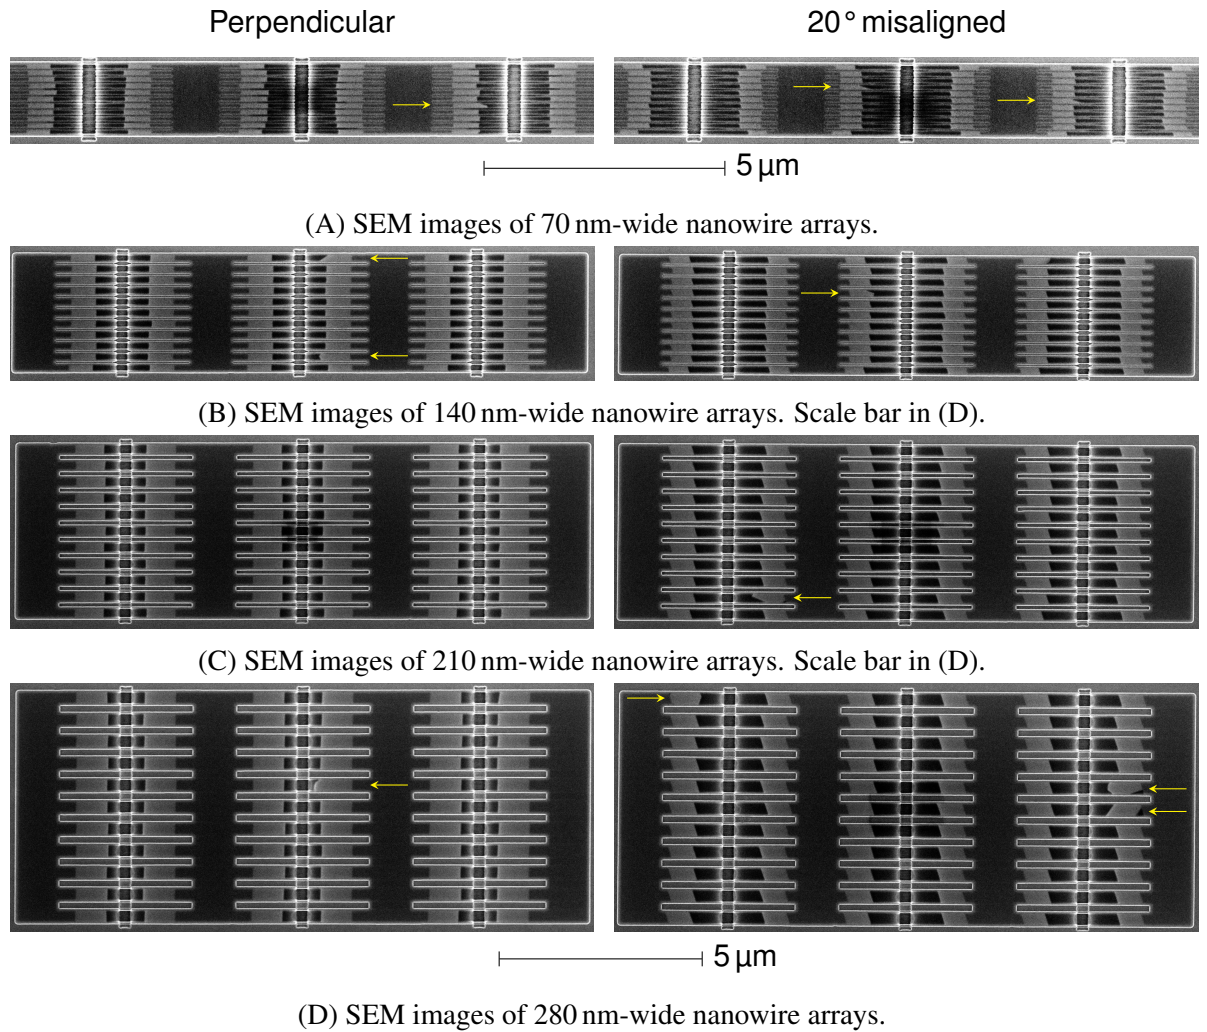 Perpendicular
20° misaligned
5 µm
(A) SEM images of 70 nm-wide nanowire arrays.
(B) SEM images of 140 nm-wide nanowire arrays. Scale bar in (D).
(C) SEM images of 210 nm-wide nanowire arrays. Scale bar in (D).
5 µm
(D) SEM images of 280 nm-wide nanowire arrays.